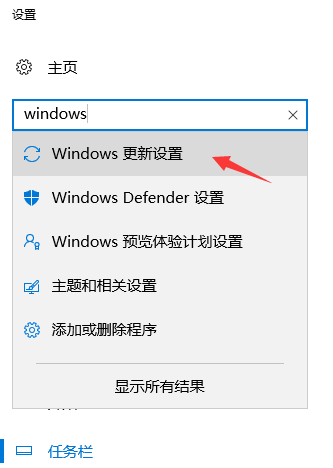 设置
主页
windows
Windows 更新设置
Windows Defender 设置
Windows 预览体验计划设置
主题和相关设置
添加或删除程序
显示所有结果
任务栏